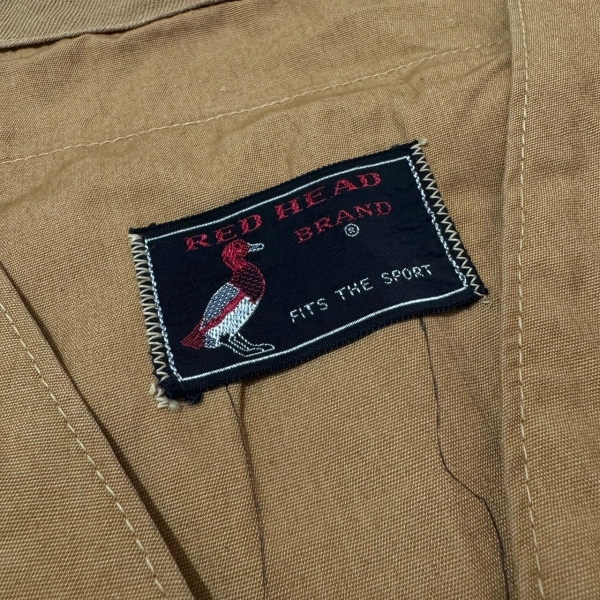 RED HEAD
BRAND
®
FITS THE SPORT